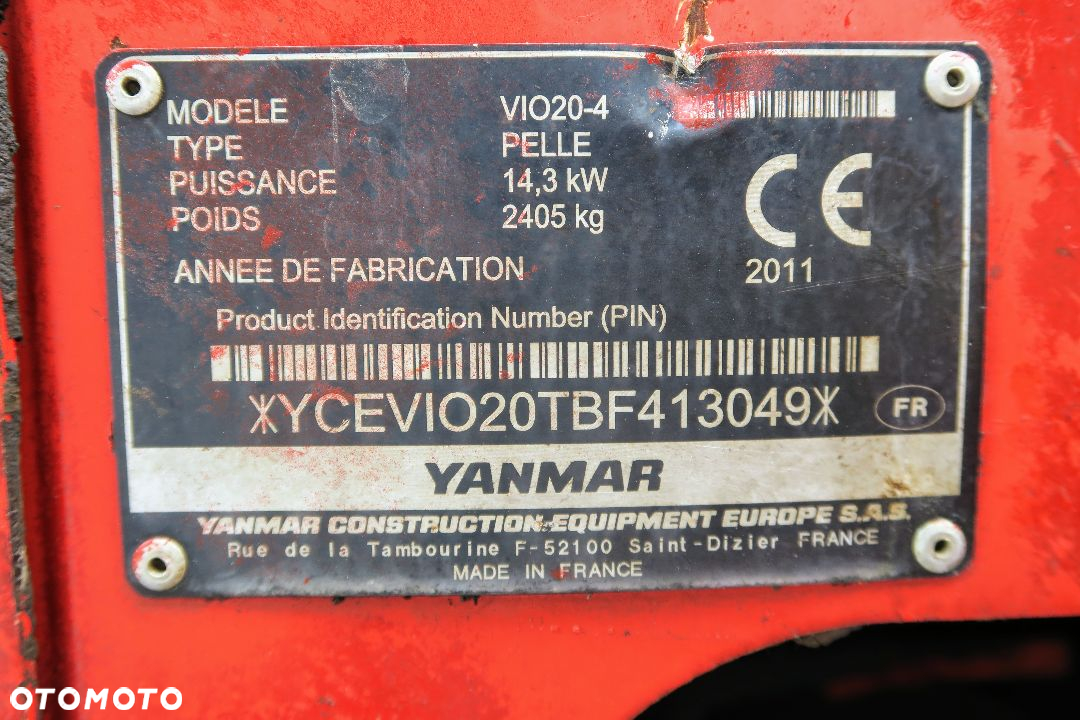 MODELE VIO20-4
TYPE PELLE
PUISSANCE 14,3 kW
POIDS 2405 kg
CE
ANNEE DE FABRICATION 2011
Product Identification Number (PIN)
*YCEVIO20TBF413049*
FR
YANMAR
YANMAR CONSTRUCTION EQUIPMENT EUROPE S.A.S.
Rue de la Tambourine F-52100 Saint-Dizier FRANCE
MADE IN FRANCE
OTOMOTO